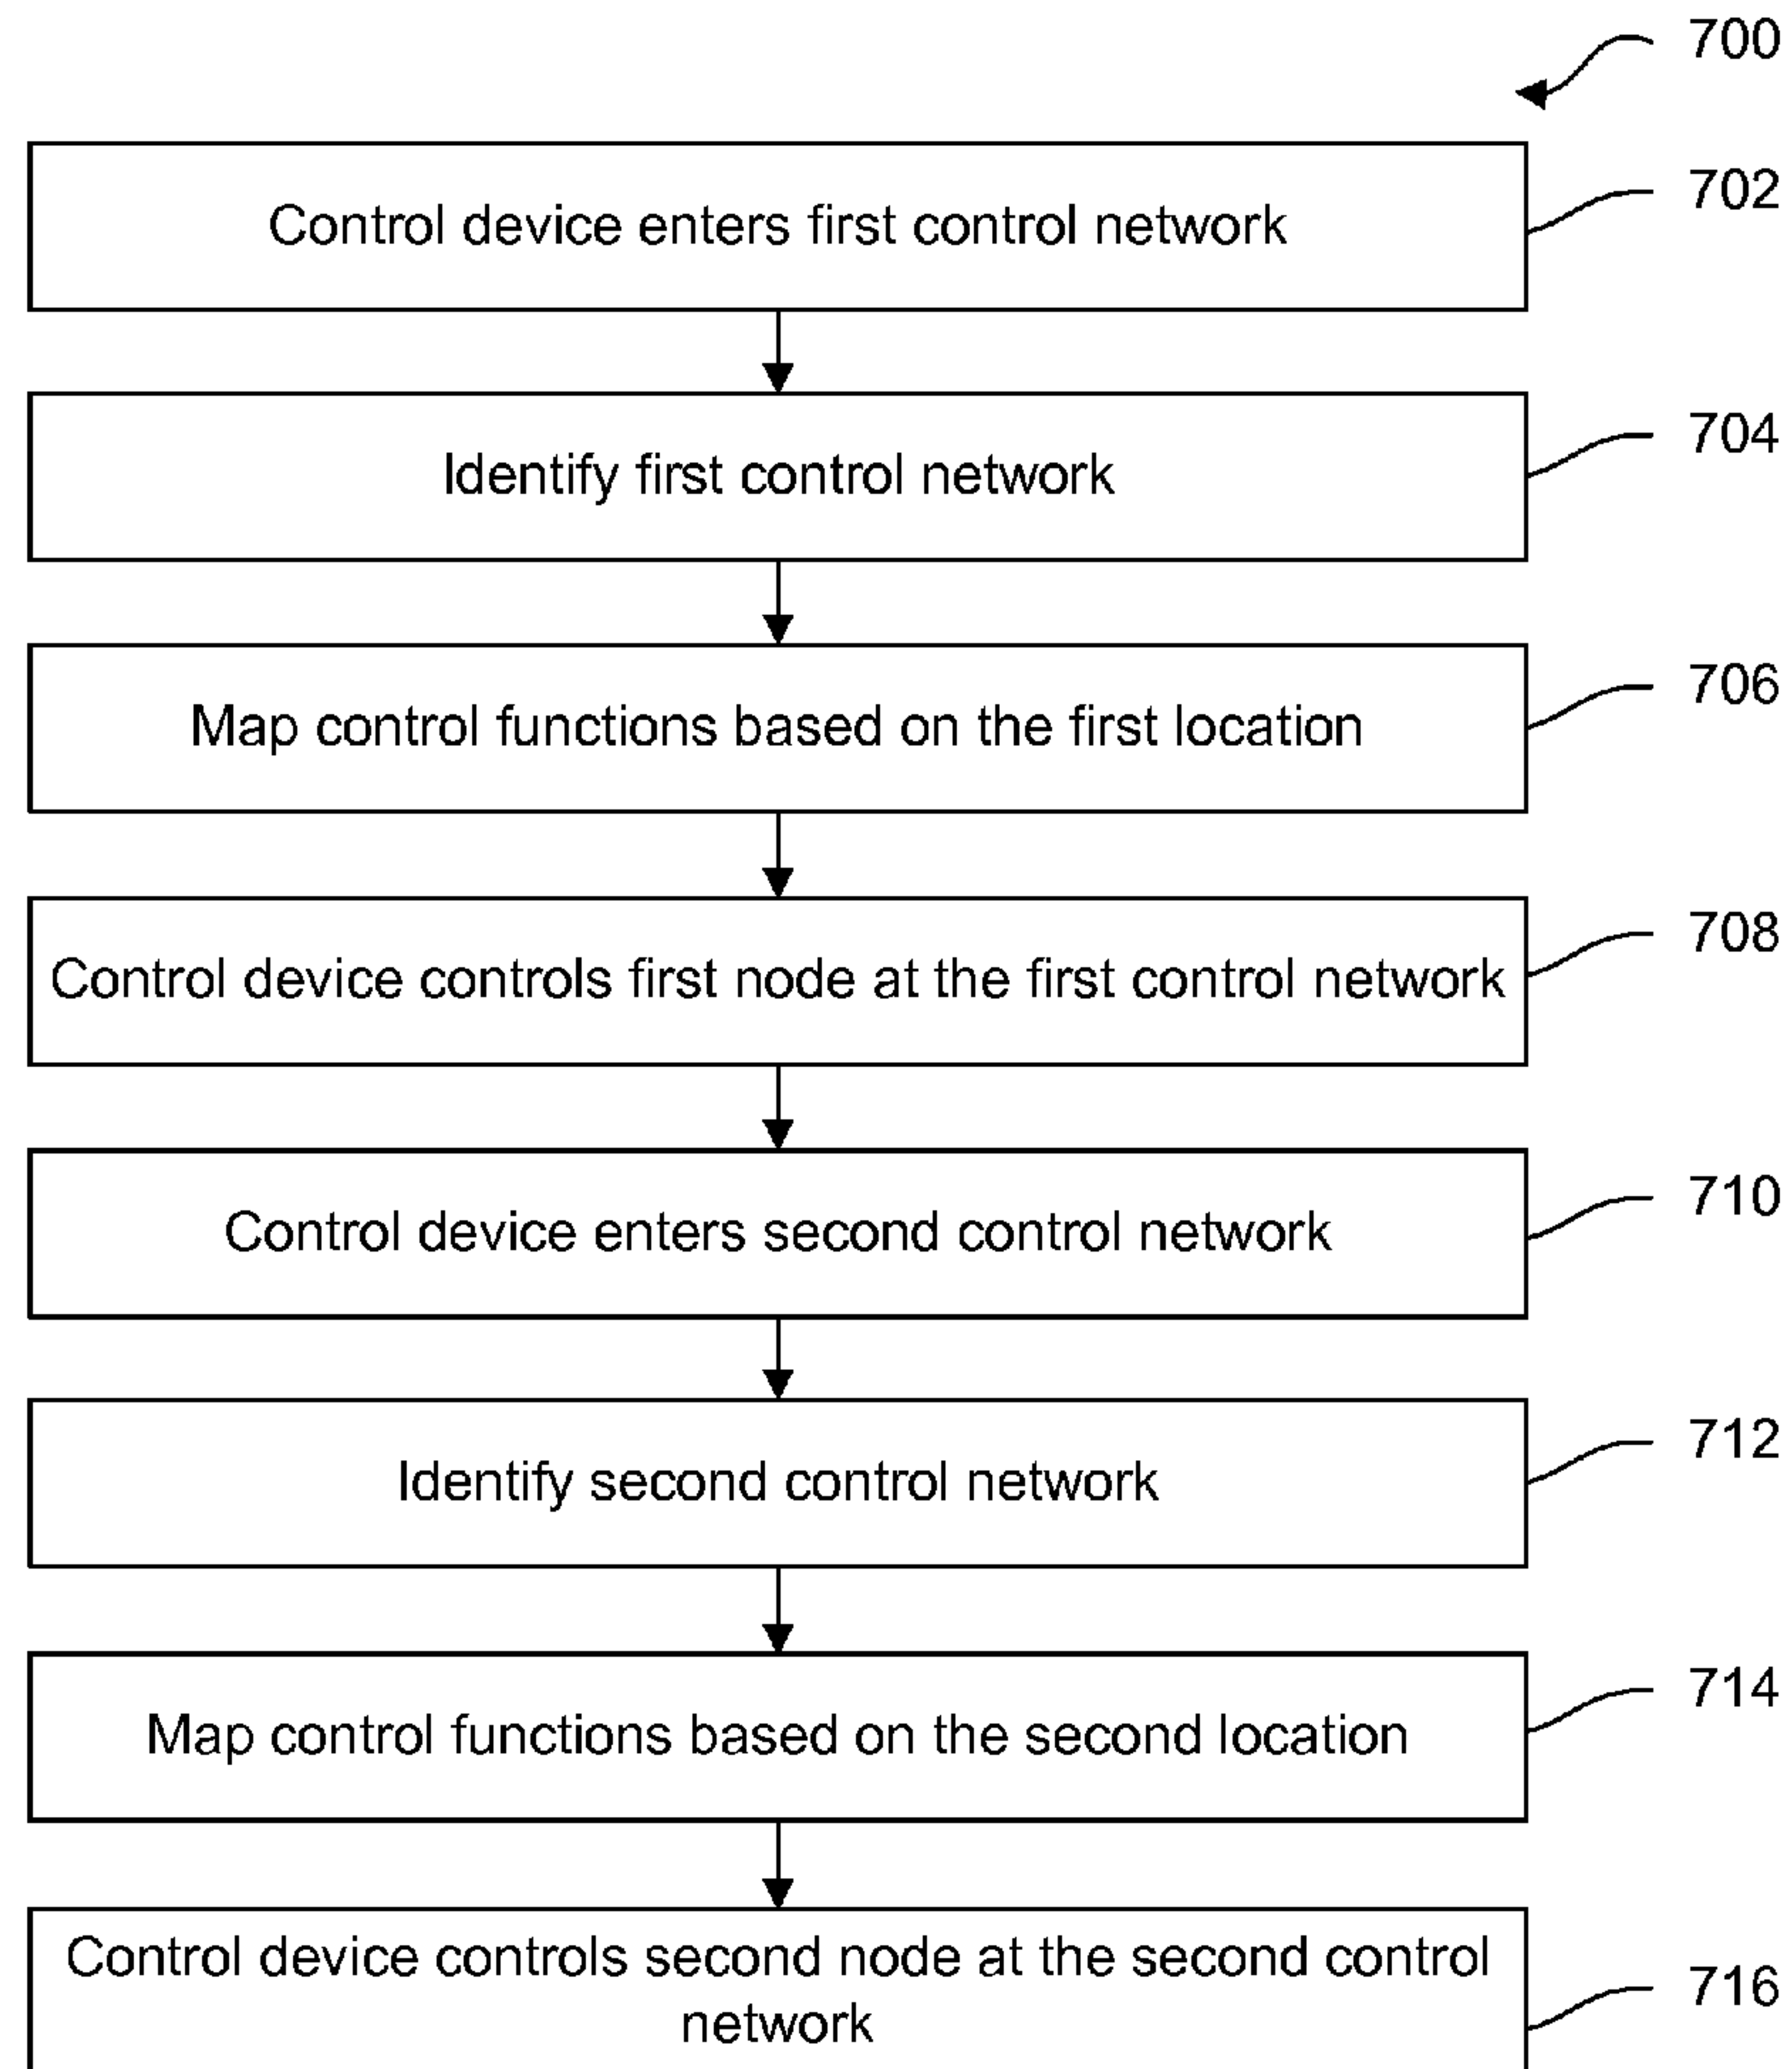 700
Control device enters first control network
702
Identify first control network
704
Map control functions based on the first location
706
Control device controls first node at the first control network
708
Control device enters second control network
710
Identify second control network
712
Map control functions based on the second location
714
Control device controls second node at the second control
network
716